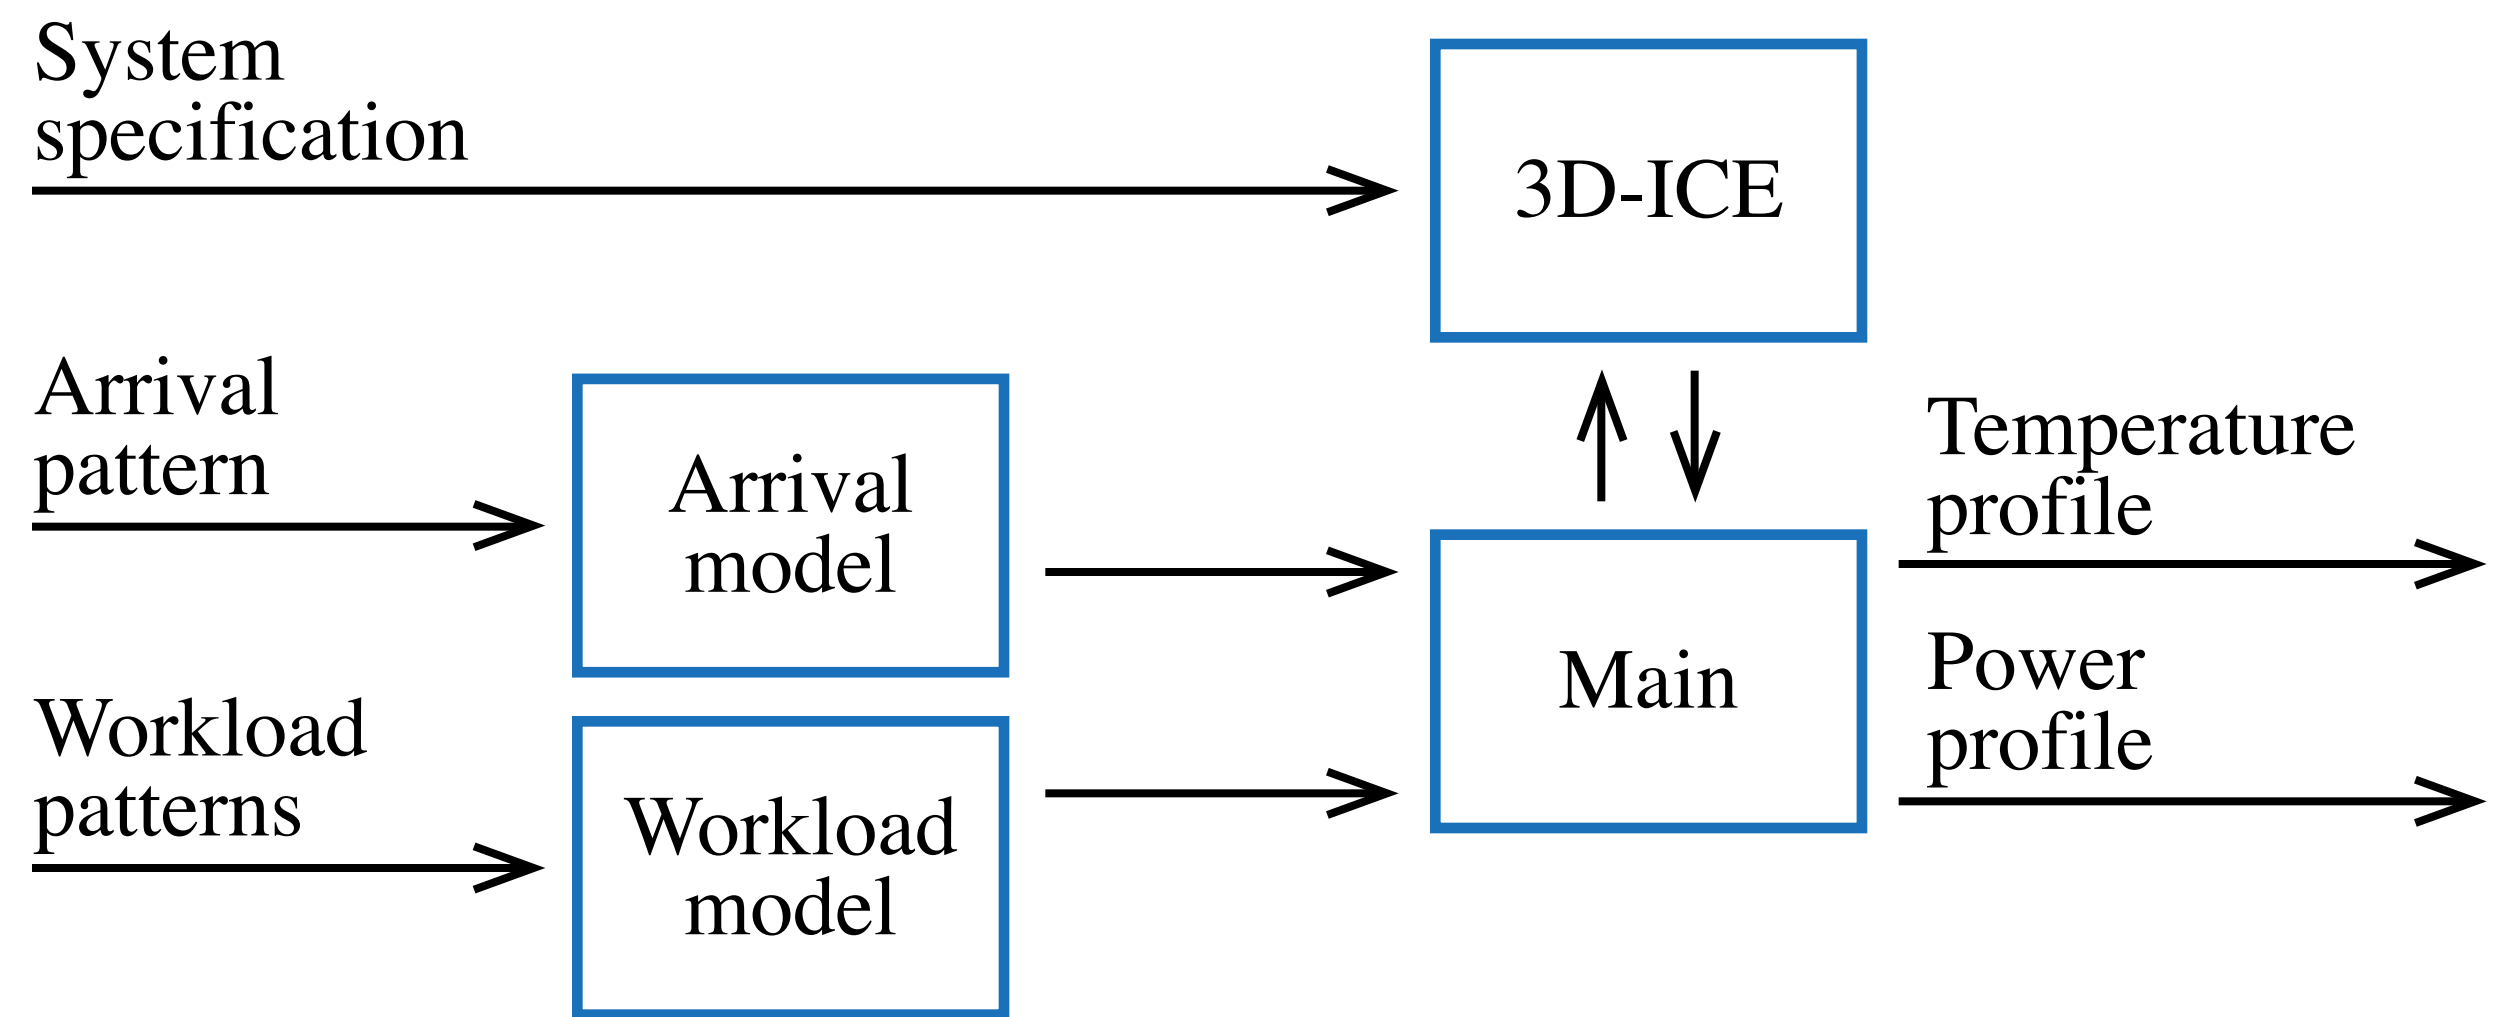 System
specification
3D-ICE
Arrival
pattern
Arrival
model
Temperature
profile
Main
Power
profile
Workload
patterns
Workload
model